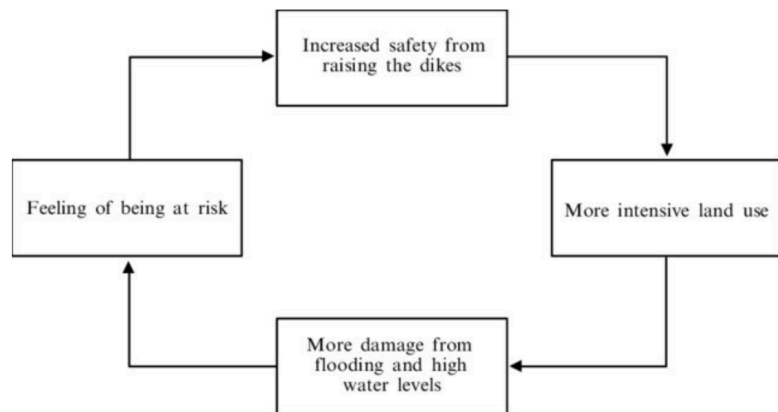 Increased safety from
raising the dikes
Feeling of being at risk
More intensive land use
More damage from
flooding and high
water levels